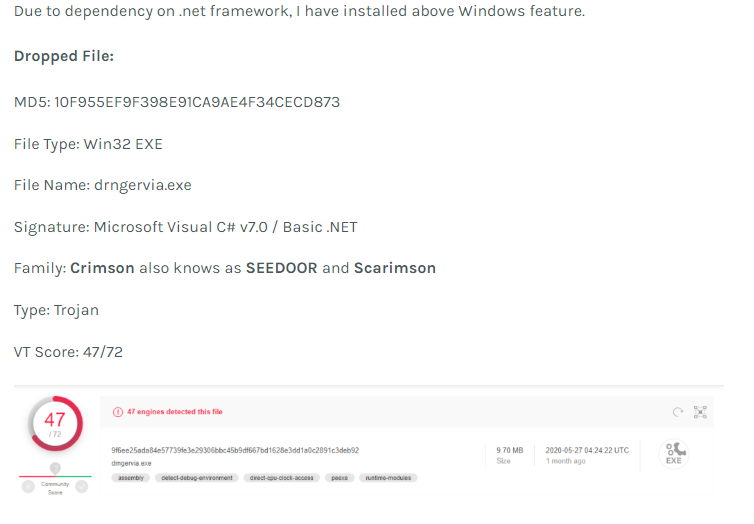 Due to dependency on .net framework, I have installed above Windows feature.
Dropped File:
MD5: 10F955EF9F398E91CA9AE4F34CECD873
File Type: Win32 EXE
File Name: drngervia.exe
Signature: Microsoft Visual C# v7.0 / Basic .NET
Family: Crimson also knows as SEEDOOR and Scarimson
Type: Trojan
VT Score: 47/72
47
/ 72
47 engines detected this file
9f6ee25ada84e57739fe3e29306bbc45b9df667bd1628e3dd1a0c2891c3deb92
drngervia.exe
assembly detect-debug-environment direct-cpu-clock-access peexe runtime-modules
9.70 MB
Size
2020-05-27 04:24:22 UTC
1 month ago
EXE
Community
Score